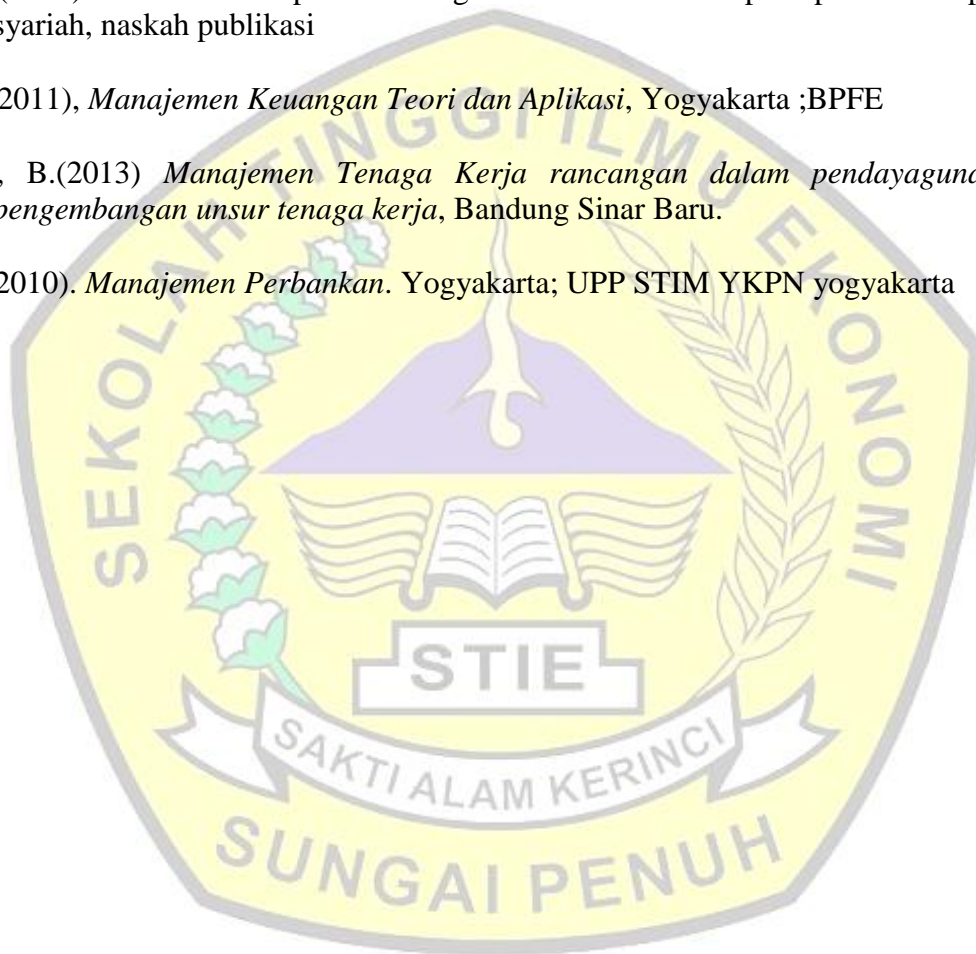 syariah, naskah publikasi
2011), Manajemen Keuangan Teori dan Aplikasi, Yogyakarta ;BPFE
, B.(2013) Manajemen Tenaga Kerja rancangan dalam pendayaguna
pengembangan unsur tenaga kerja, Bandung Sinar Baru.
2010). Manajemen Perbankan. Yogyakarta; UPP STIM YKPN yogyakarta
SEKOLAH TINGGI ILMU EKONOMI
STIE
SAKTI ALAM KERINCI
SUNGAI PENUH